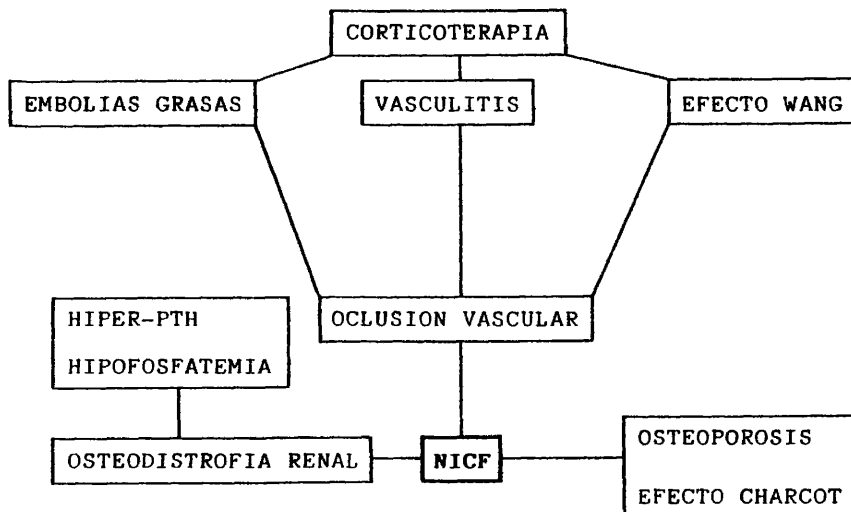 CORTICOTERAPIA
EMBOLIAS GRASAS
VASCULITIS
EFECTO WANG
OCLUSION VASCULAR
HIPER-PTH
HIPOFOSFATEMIA
OSTEODISTROFIA RENAL
NICF
OSTEOPOROSIS
EFECTO CHARCOT